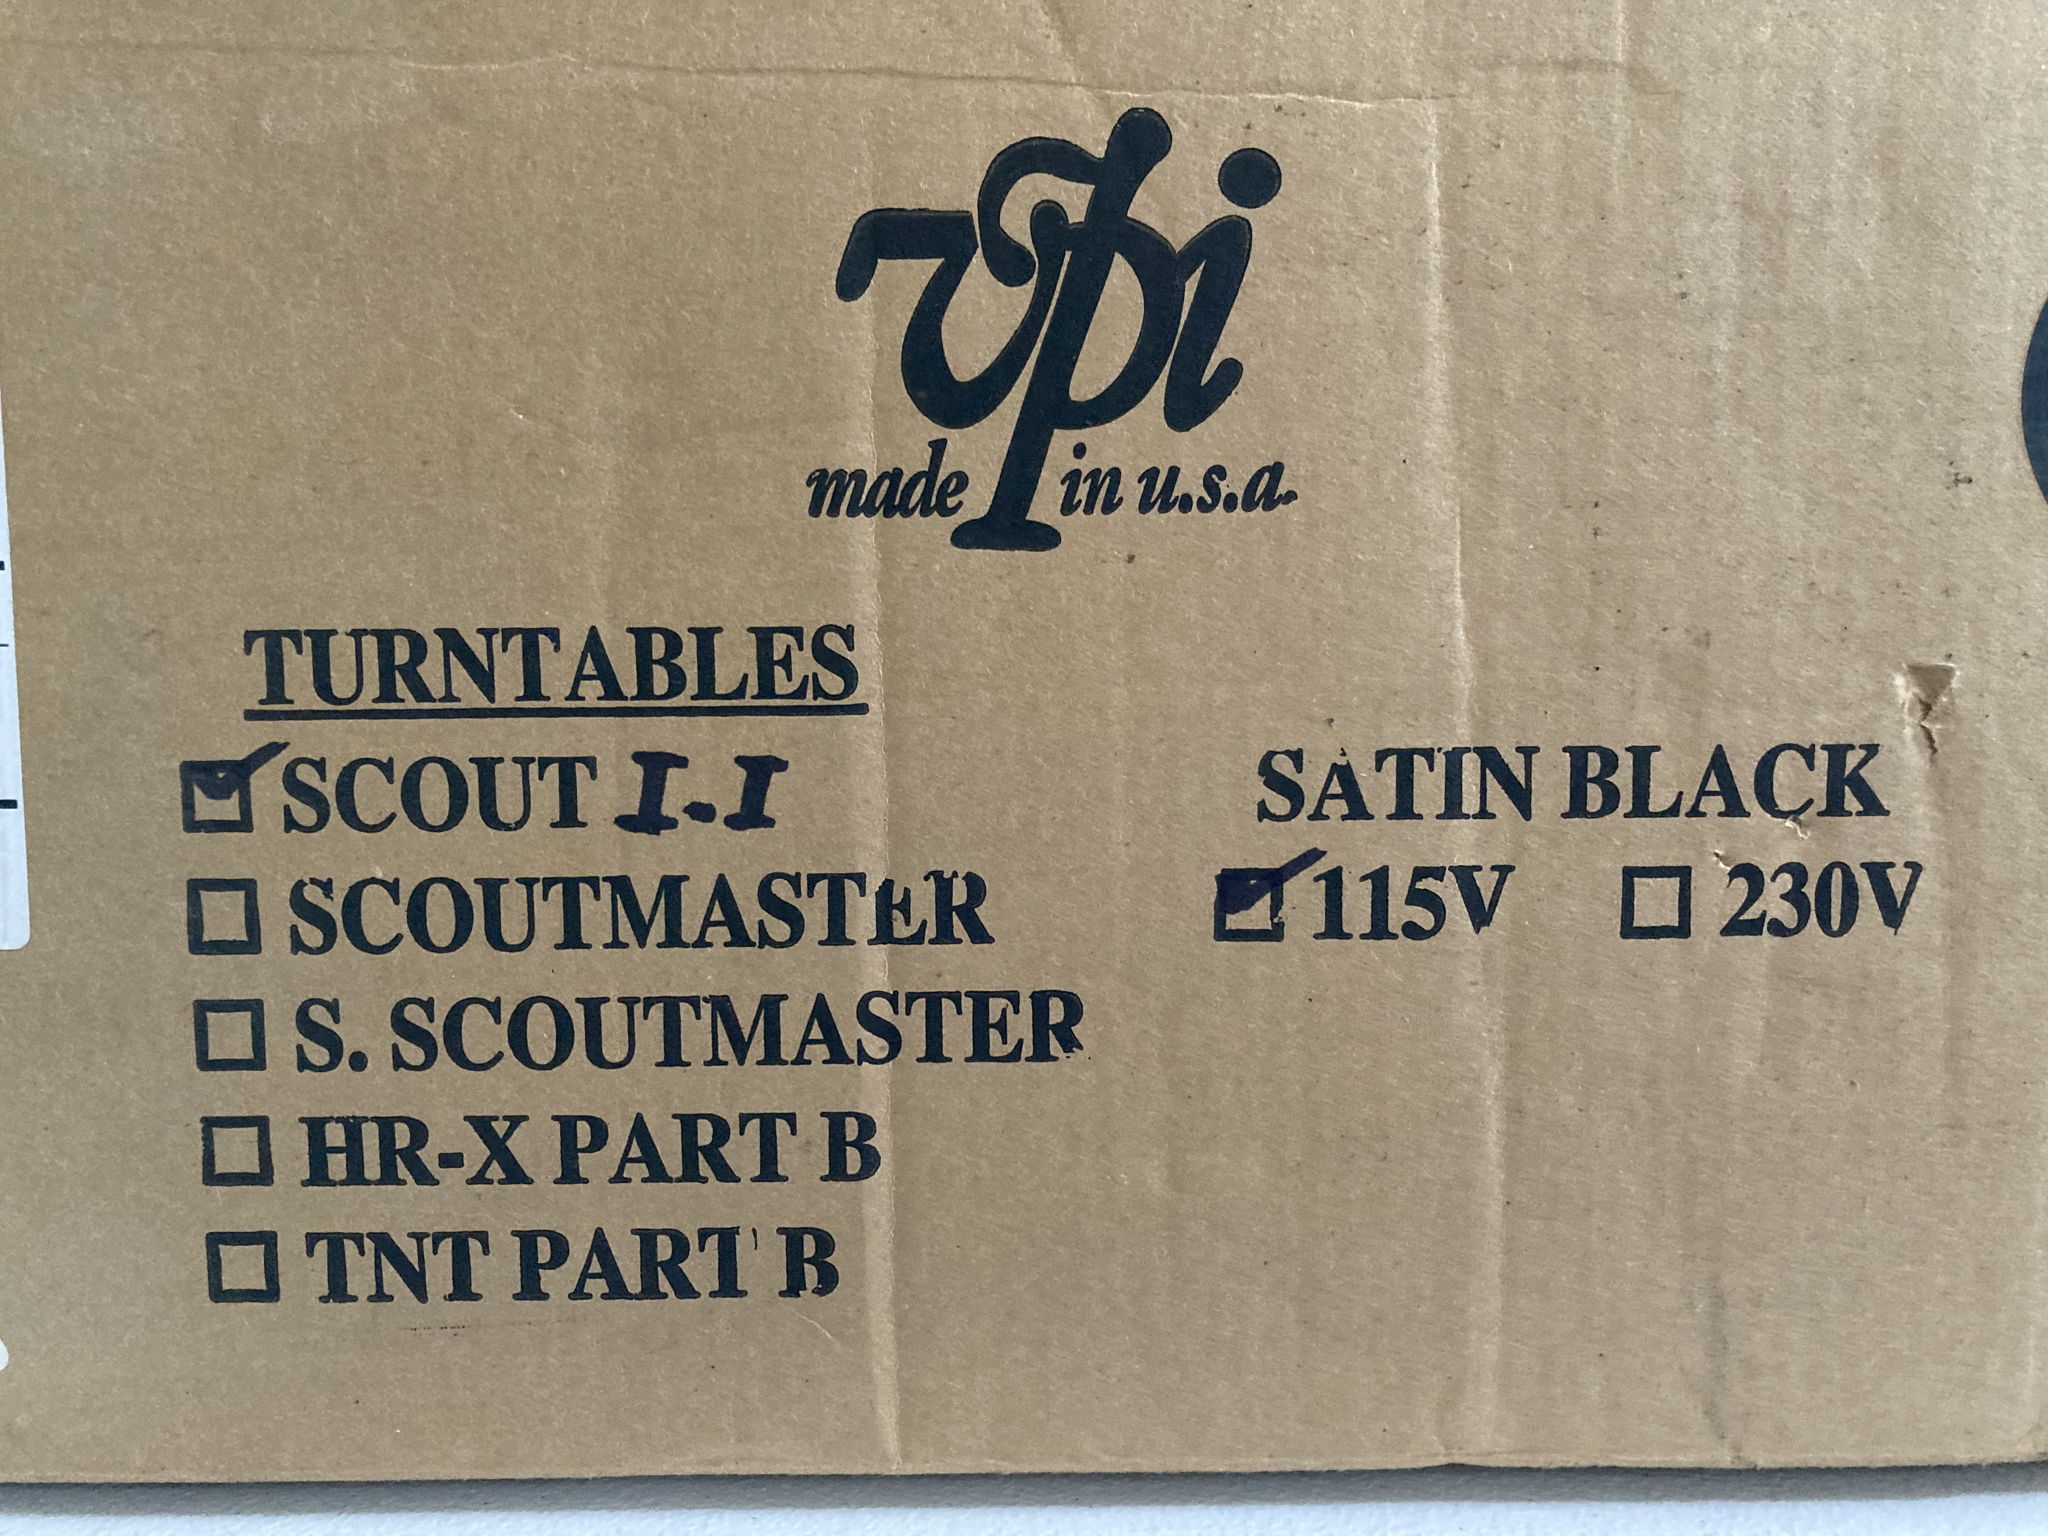 vpi
made in u.s.a.
TURNTABLES
SCOUT 1.1
SATIN BLACK
SCOUTMASTER
115V 230V
S. SCOUTMASTER
HR-X PART B
TNT PART B